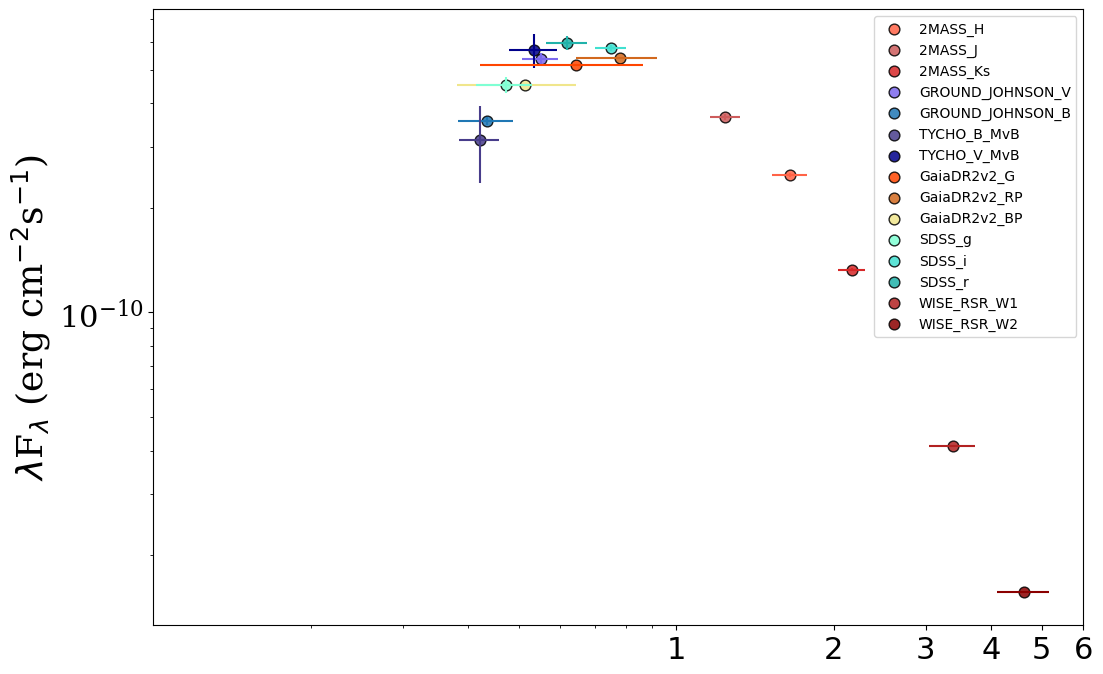 λF_λ (erg cm⁻²s⁻¹)
10⁻¹⁰
2MASS_H
2MASS_J
2MASS_Ks
GROUND_JOHNSON_V
GROUND_JOHNSON_B
TYCHO_B_MvB
TYCHO_V_MvB
GaiaDR2v2_G
GaiaDR2v2_RP
GaiaDR2v2_BP
SDSS_g
SDSS_i
SDSS_r
WISE_RSR_W1
WISE_RSR_W2
1 2 3 4 5 6